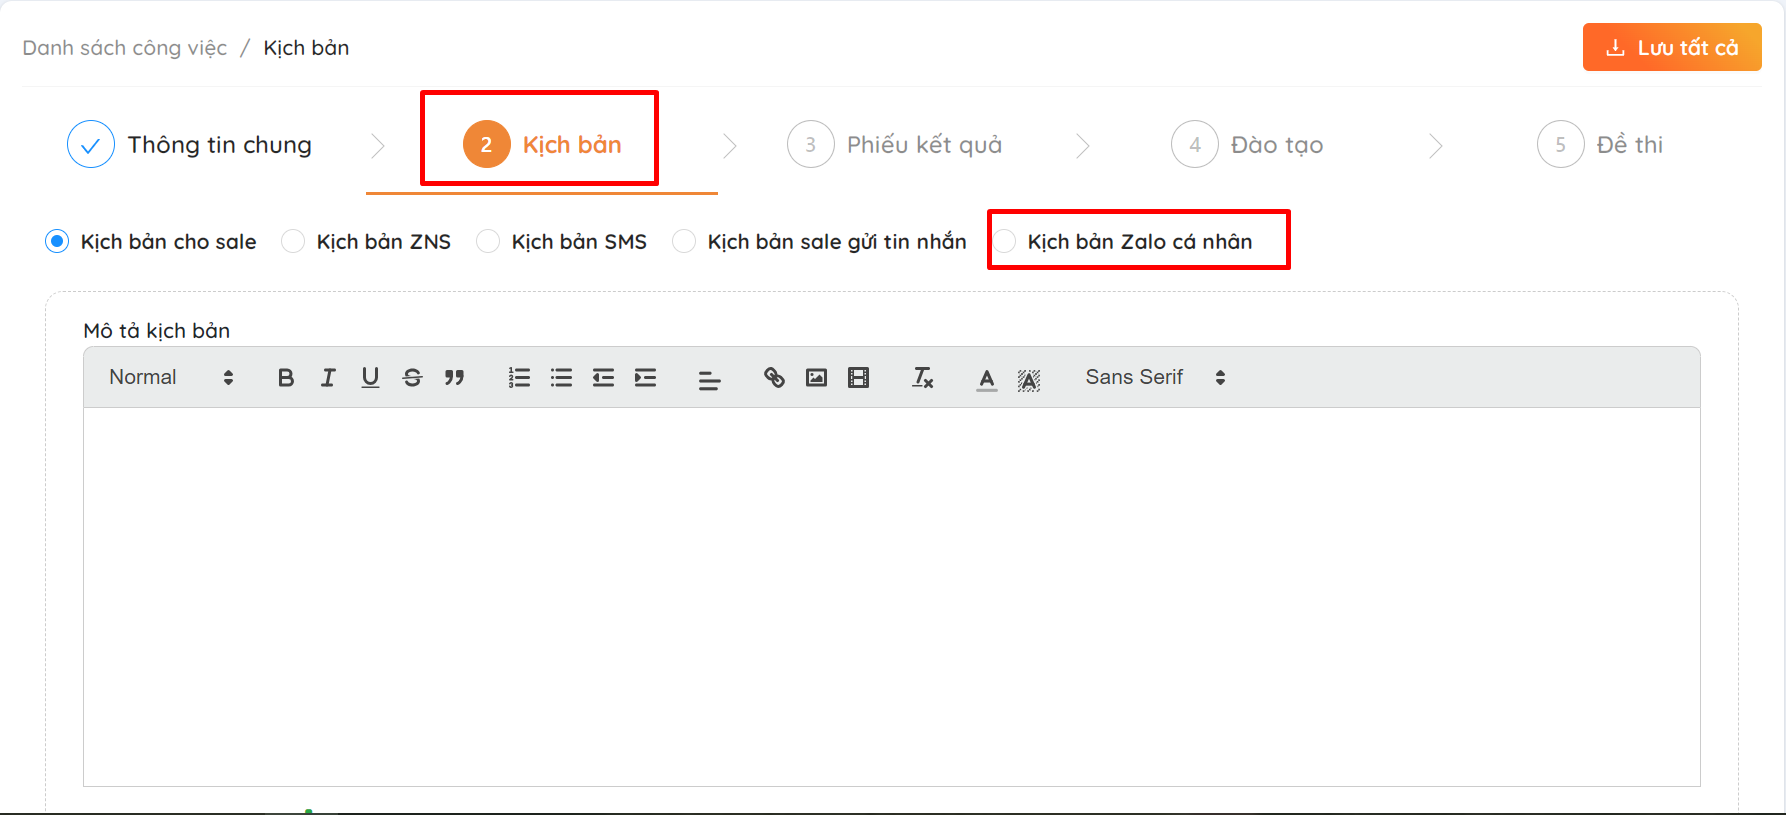 Danh sách công việc / Kịch bản
Lưu tất cả
Thông tin chung
2 Kịch bản
3 Phiếu kết quả
4 Đào tạo
5 Đề thi
Kịch bản cho sale
Kịch bản ZNS
Kịch bản SMS
Kịch bản sale gửi tin nhắn
Kịch bản Zalo cá nhân
Mô tả kịch bản
Normal
Sans Serif